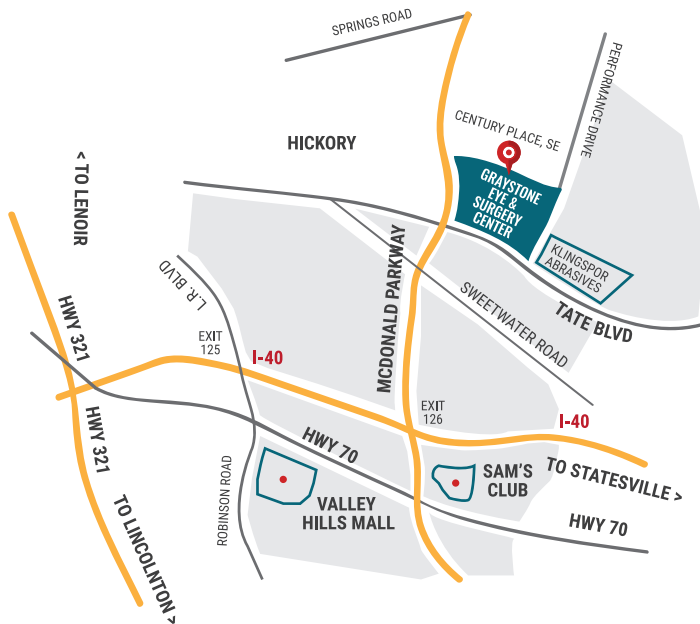 SPRINGS ROAD
PERFORMANCE DRIVE
CENTURY PLACE, SE
HICKORY
< TO LENOIR
GRAYSTONE
EYE &
SURGERY
CENTER
KLINGSPOR
ABRASIVES
MCDONALD PARKWAY
L.R. BLVD
SWEETWATER ROAD
TATE BLVD
HWY 321
EXIT
125
I-40
EXIT
126
I-40
HWY 321
HWY 70
TO STATESVILLE >
SAM'S
CLUB
ROBINSON ROAD
VALLEY
HILLS MALL
HWY 70
TO LINCOLNTON >